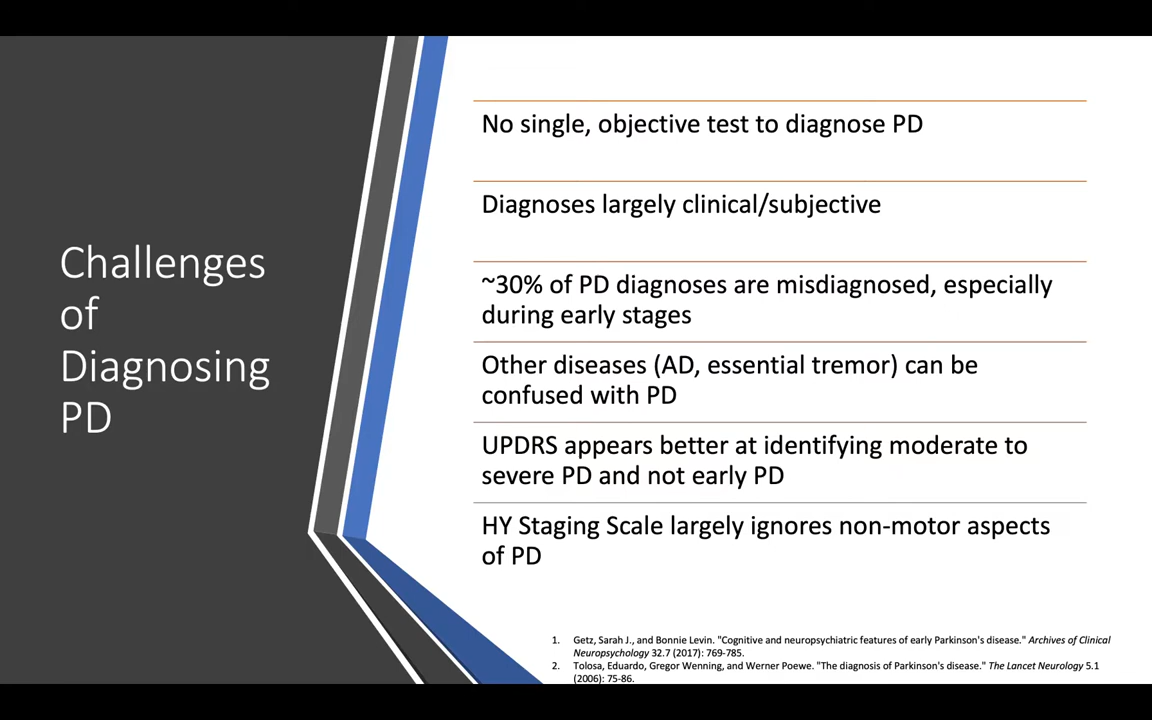 Challenges
of
Diagnosing
PD
No single, objective test to diagnose PD
Diagnoses largely clinical/subjective
~30% of PD diagnoses are misdiagnosed, especially
during early stages
Other diseases (AD, essential tremor) can be
confused with PD
UPDRS appears better at identifying moderate to
severe PD and not early PD
HY Staging Scale largely ignores non-motor aspects
of PD
1. Getz, Sarah J., and Bonnie Levin. "Cognitive and neuropsychiatric features of early Parkinson's disease." Archives of Clinical
Neuropsychology 32.7 (2017): 769-785.
2. Tolosa, Eduardo, Gregor Wenning, and Werner Poewe. "The diagnosis of Parkinson's disease." The Lancet Neurology 5.1
(2006): 75-86.